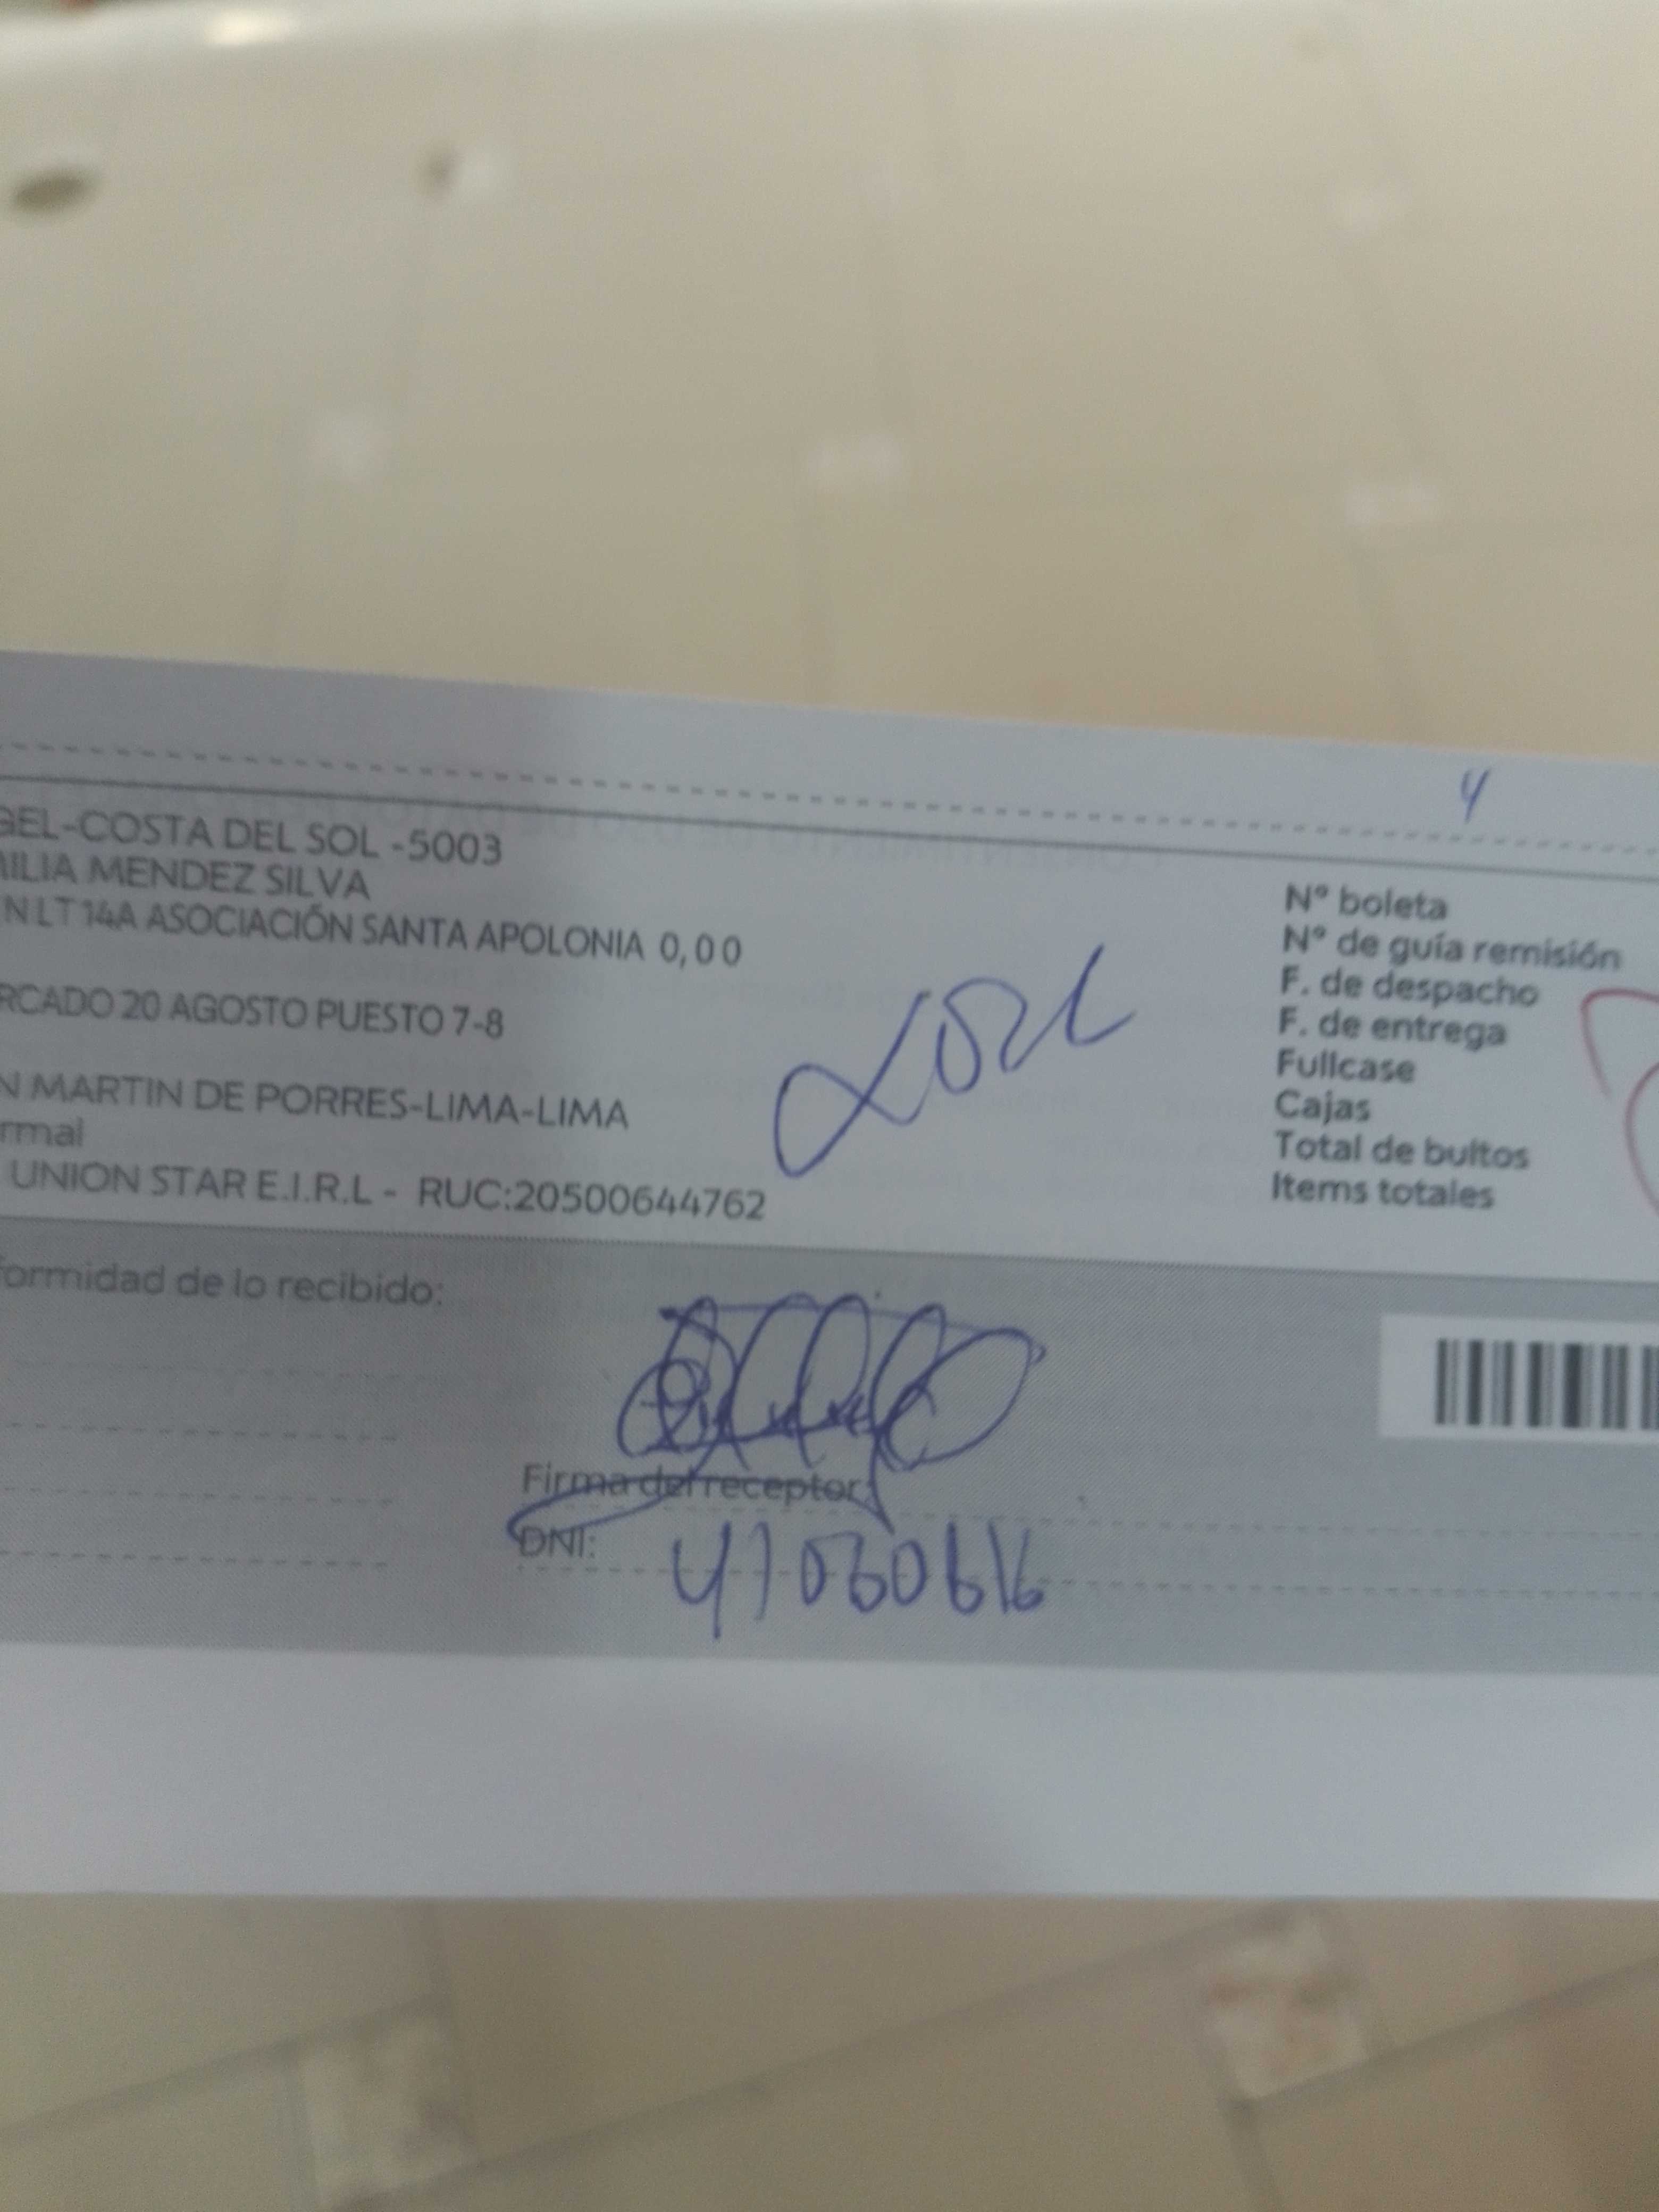 4
GEL-COSTA DEL SOL -5003
MILIA MENDEZ SILVA
N LT 14A ASOCIACIÓN SANTA APOLONIA 0,00
RCADO 20 AGOSTO PUESTO 7-8
N MARTIN DE PORRES-LIMA-LIMA
rmal
UNION STAR E.I.R.L - RUC:20500644762
Nº boleta
Nº de guía remisión
F. de despacho
F. de entrega
Fullcase
Cajas
Total de bultos
Items totales
formidad de lo recibido:
Firma del receptor:
DNI: 41060616